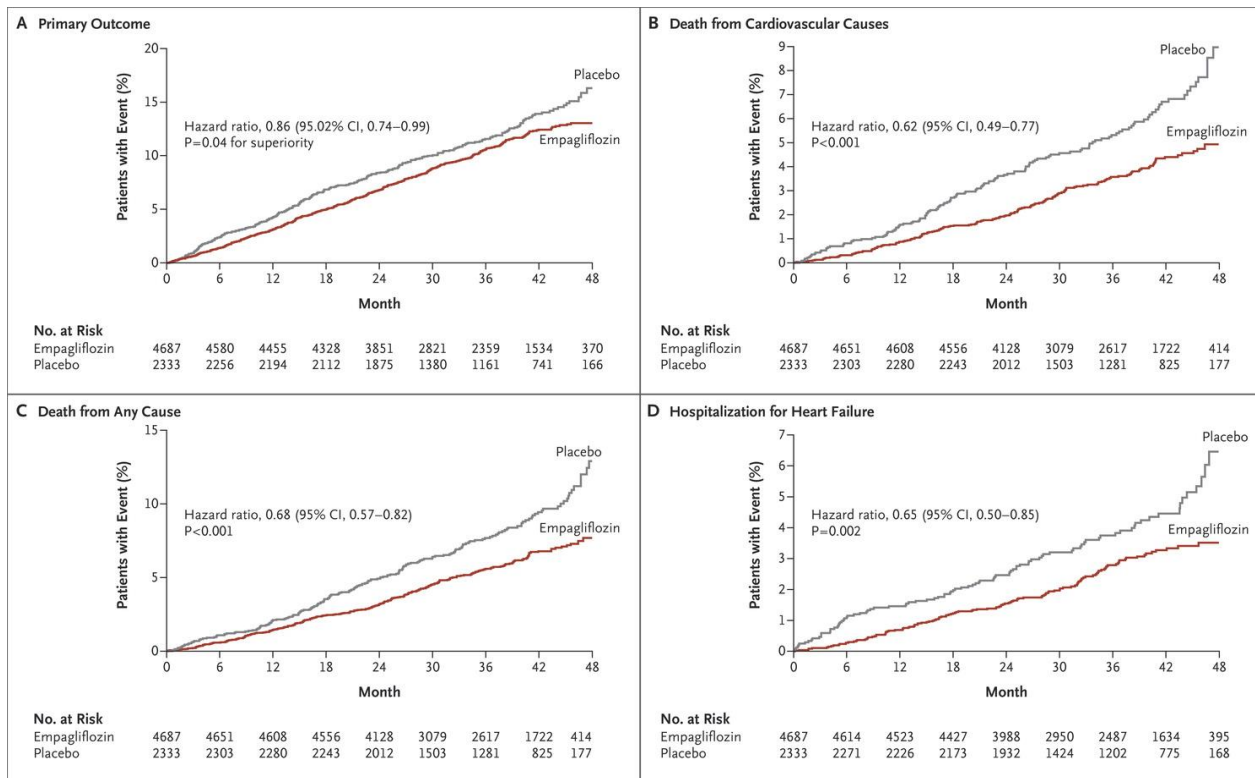 A Primary Outcome
20
15
10
5
0
Patients with Event (%)
Placebo
Hazard ratio, 0.86 (95.02% CI, 0.74–0.99)
P=0.04 for superiority
Empagliflozin
0 6 12 18 24 30 36 42 48
Month
No. at Risk
Empagliflozin 4687 4580 4455 4328 3851 2821 2359 1534 370
Placebo 2333 2256 2194 2112 1875 1380 1161 741 166
B Death from Cardiovascular Causes
9
8
7
6
5
4
3
2
1
0
Patients with Event (%)
Placebo
Hazard ratio, 0.62 (95% CI, 0.49–0.77)
P<0.001
Empagliflozin
0 6 12 18 24 30 36 42 48
Month
No. at Risk
Empagliflozin 4687 4651 4608 4556 4128 3079 2617 1722 414
Placebo 2333 2303 2280 2243 2012 1503 1281 825 177
C Death from Any Cause
15
10
5
0
Patients with Event (%)
Placebo
Hazard ratio, 0.68 (95% CI, 0.57–0.82)
P<0.001
Empagliflozin
0 6 12 18 24 30 36 42 48
Month
No. at Risk
Empagliflozin 4687 4651 4608 4556 4128 3079 2617 1722 414
Placebo 2333 2303 2280 2243 2012 1503 1281 825 177
D Hospitalization for Heart Failure
7
6
5
4
3
2
1
0
Patients with Event (%)
Placebo
Hazard ratio, 0.65 (95% CI, 0.50–0.85)
P=0.002
Empagliflozin
0 6 12 18 24 30 36 42 48
Month
No. at Risk
Empagliflozin 4687 4614 4523 4427 3988 2950 2487 1634 395
Placebo 2333 2271 2226 2173 1932 1424 1202 775 168